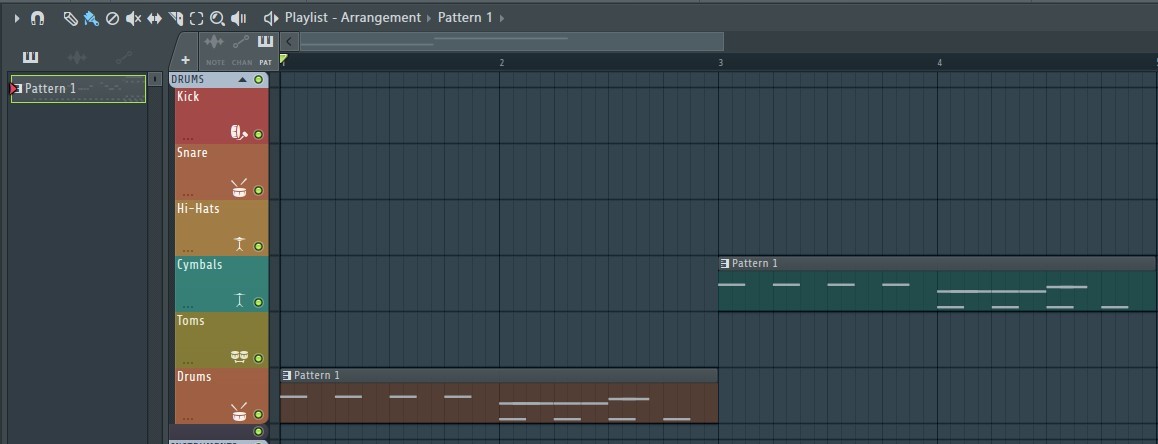 Playlist - Arrangement › Pattern 1 ›
NOTE CHAN PAT
1 2 3 4
Pattern 1
DRUMS
Kick
Snare
Hi-Hats
Cymbals
Pattern 1
Toms
Drums
Pattern 1